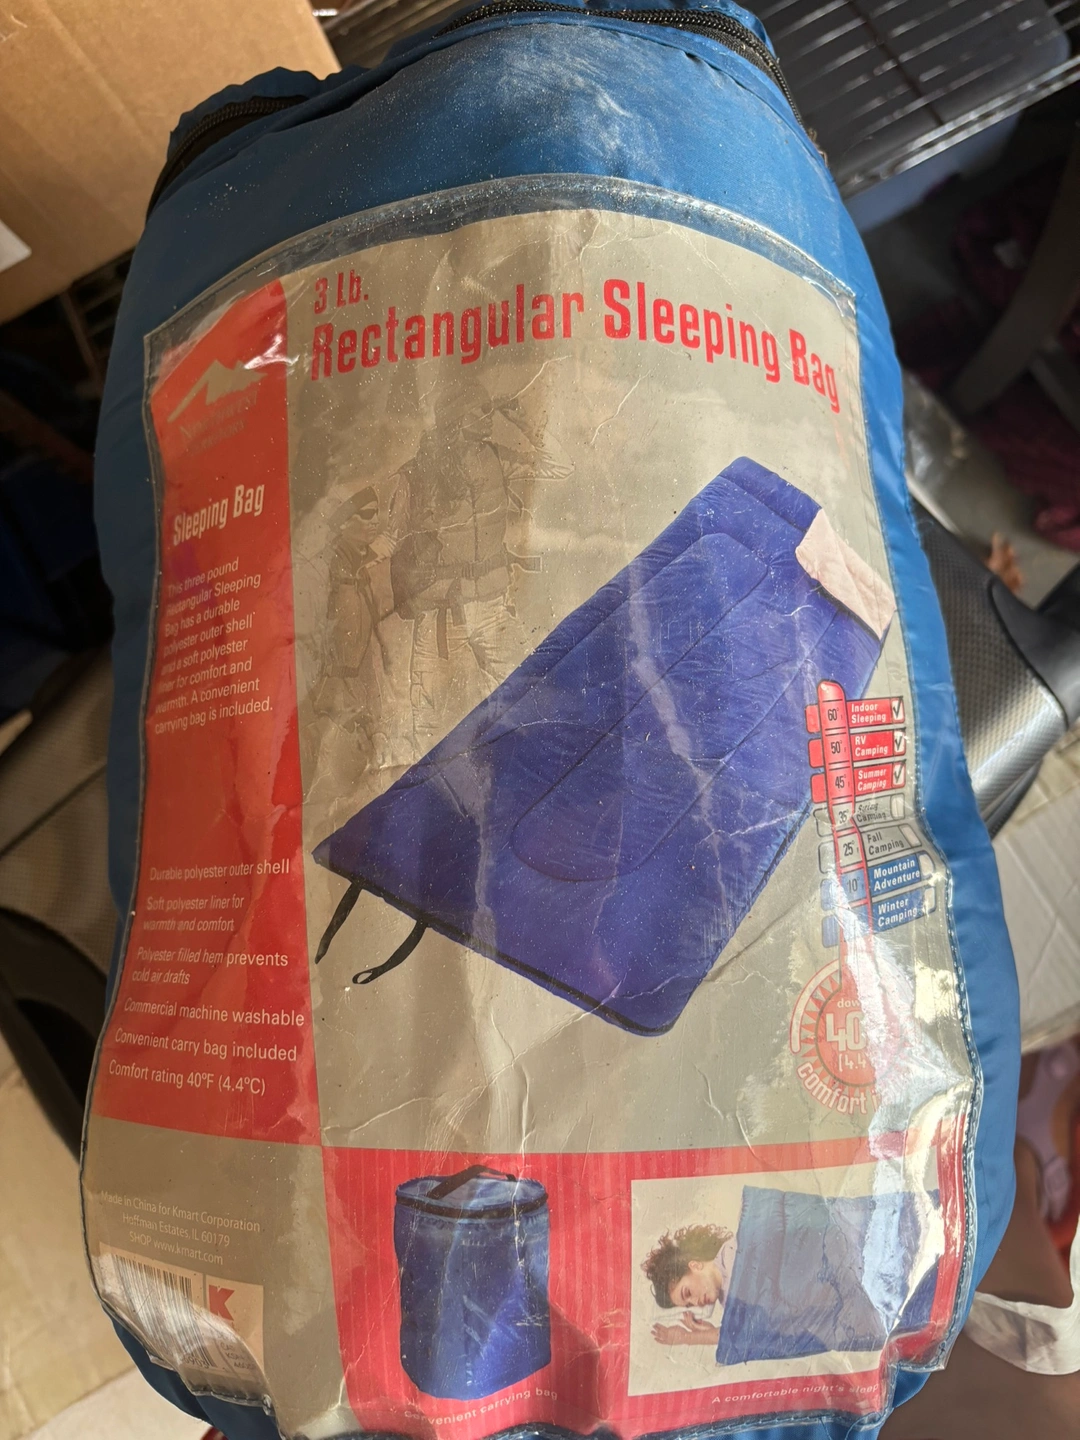 3 Lb.
Rectangular Sleeping Bag
Northwest
Sleeping Bag
This three pound
Rectangular Sleeping
Bag has a durable
polyester outer shell
and a soft polyester
liner for comfort and
warmth. A convenient
carrying bag is included.
Durable polyester outer shell
Soft polyester liner for
warmth and comfort
Polyester filled hem prevents
cold air drafts
Commercial machine washable
Convenient carry bag included
Comfort rating 40°F (4.4°C)
60° Indoor
Sleeping
50° RV
Camping
45° Summer
Camping
35° Spring
Camping
25° Fall
Camping
10° Mountain
Adventure
Winter
Camping
40
(4.4
comfort
Made in China for Kmart Corporation
Hoffman Estates, IL 60179
SHOP www.kmart.com
K
convenient carrying bag
A comfortable night's sleep